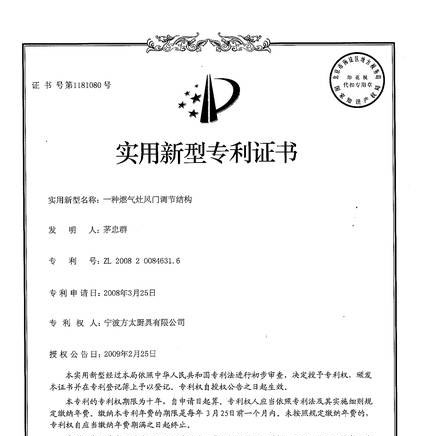 证书号第1181080号
印花税
代扣专用章
实用新型专利证书
实用新型名称：一种燃气灶风门调节结构
发 明 人：茅忠群
专 利 号：ZL 2008 2 0084631.6
专利申请日：2008年3月25日
专 利 权 人：宁波方太厨具有限公司
授权公告日：2009年2月25日
本实用新型经过本局依照中华人民共和国专利法进行初步审查，决定授予专利权，颁发
本证书并在专利登记簿上予以登记。专利权自授权公告之日起生效。
本专利的专利权期限为十年，自申请日起算。专利权人应当依照专利法及其实施细则规
定缴纳年费。缴纳本专利年费的期限是每年 3 月 25 日前一个月内。未按照规定缴纳年费的，
专利权自应当缴纳年费期满之日起终止。